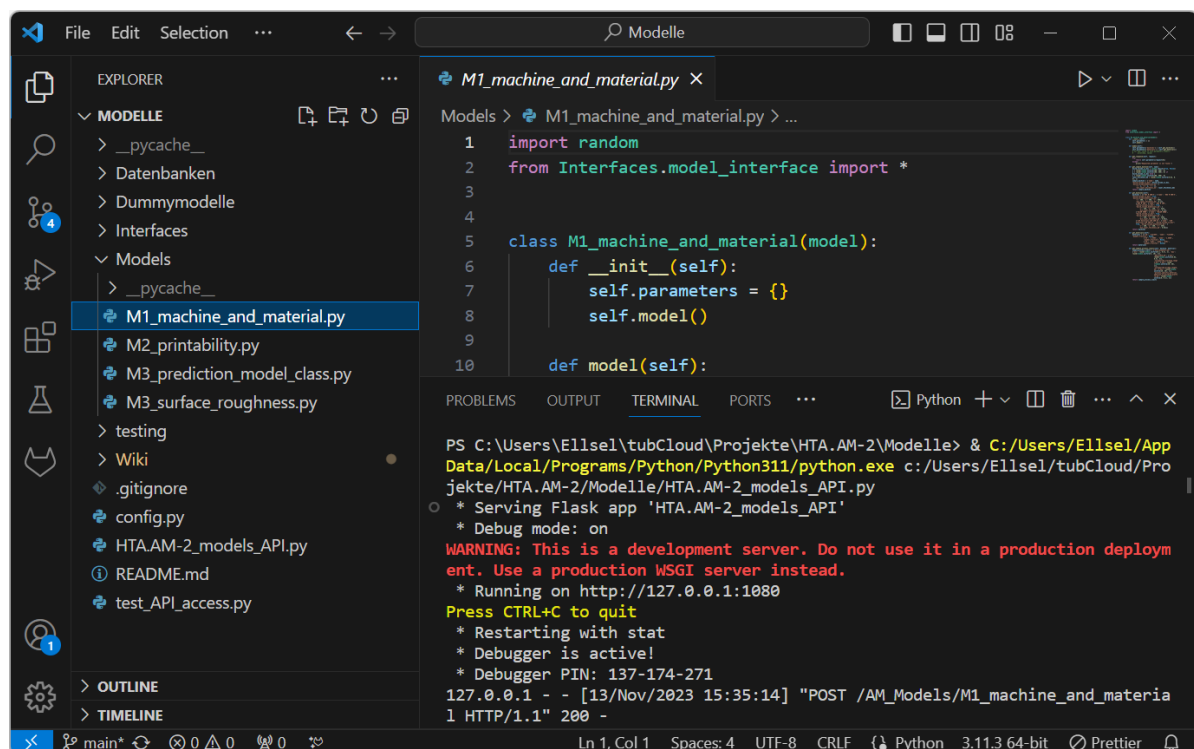 File Edit Selection ··· Modelle
EXPLORER ···
MODELLE
__pycache__
Datenbanken
Dummymodelle
Interfaces
Models
__pycache__
M1_machine_and_material.py
M2_printability.py
M3_prediction_model_class.py
M3_surface_roughness.py
testing
Wiki
.gitignore
config.py
HTA.AM-2_models_API.py
README.md
test_API_access.py
OUTLINE
TIMELINE
4
1
M1_machine_and_material.py
Models > M1_machine_and_material.py > ...
1 import random
2 from Interfaces.model_interface import *
3
4
5 class M1_machine_and_material(model):
6 def __init__(self):
7 self.parameters = {}
8 self.model()
9
10 def model(self):
PROBLEMS OUTPUT TERMINAL PORTS ··· Python
PS C:\Users\Ellsel\tubCloud\Projekte\HTA.AM-2\Modelle> & C:/Users/Ellsel/App
Data/Local/Programs/Python/Python311/python.exe c:/Users/Ellsel/tubCloud/Pro
jekte/HTA.AM-2/Modelle/HTA.AM-2_models_API.py
* Serving Flask app 'HTA.AM-2_models_API'
* Debug mode: on
WARNING: This is a development server. Do not use it in a production deploym
ent. Use a production WSGI server instead.
* Running on http://127.0.0.1:1080
Press CTRL+C to quit
* Restarting with stat
* Debugger is active!
* Debugger PIN: 137-174-271
127.0.0.1 - - [13/Nov/2023 15:35:14] "POST /AM_Models/M1_machine_and_materia
l HTTP/1.1" 200 -
main* 0 0 0 Ln 1, Col 1 Spaces: 4 UTF-8 CRLF Python 3.11.3 64-bit Prettier